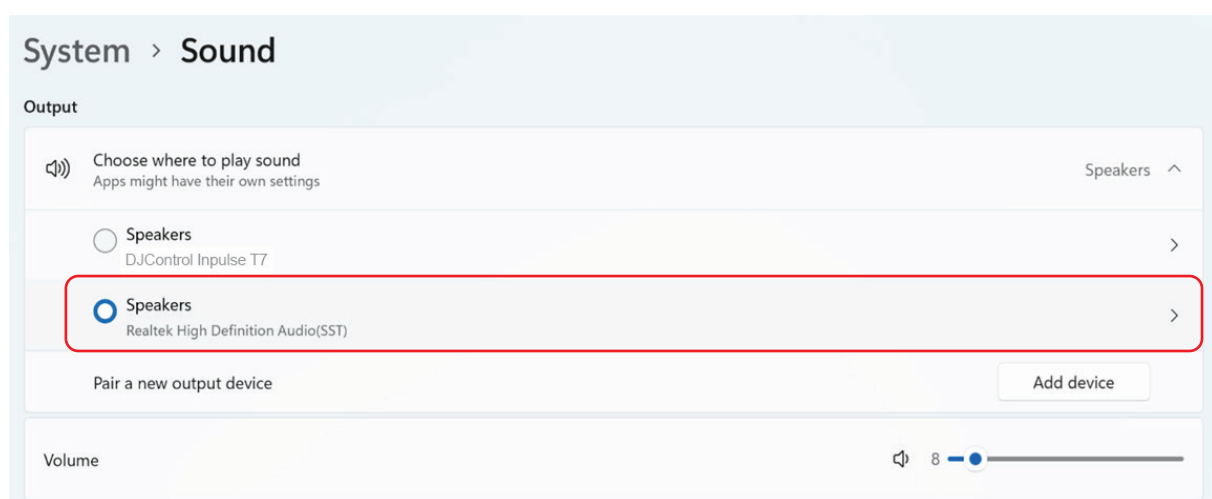 System > Sound
Output
Choose where to play sound
Apps might have their own settings
Speakers
Speakers
DJControl Inpulse T7
Speakers
Realtek High Definition Audio(SST)
Pair a new output device
Add device
Volume
8